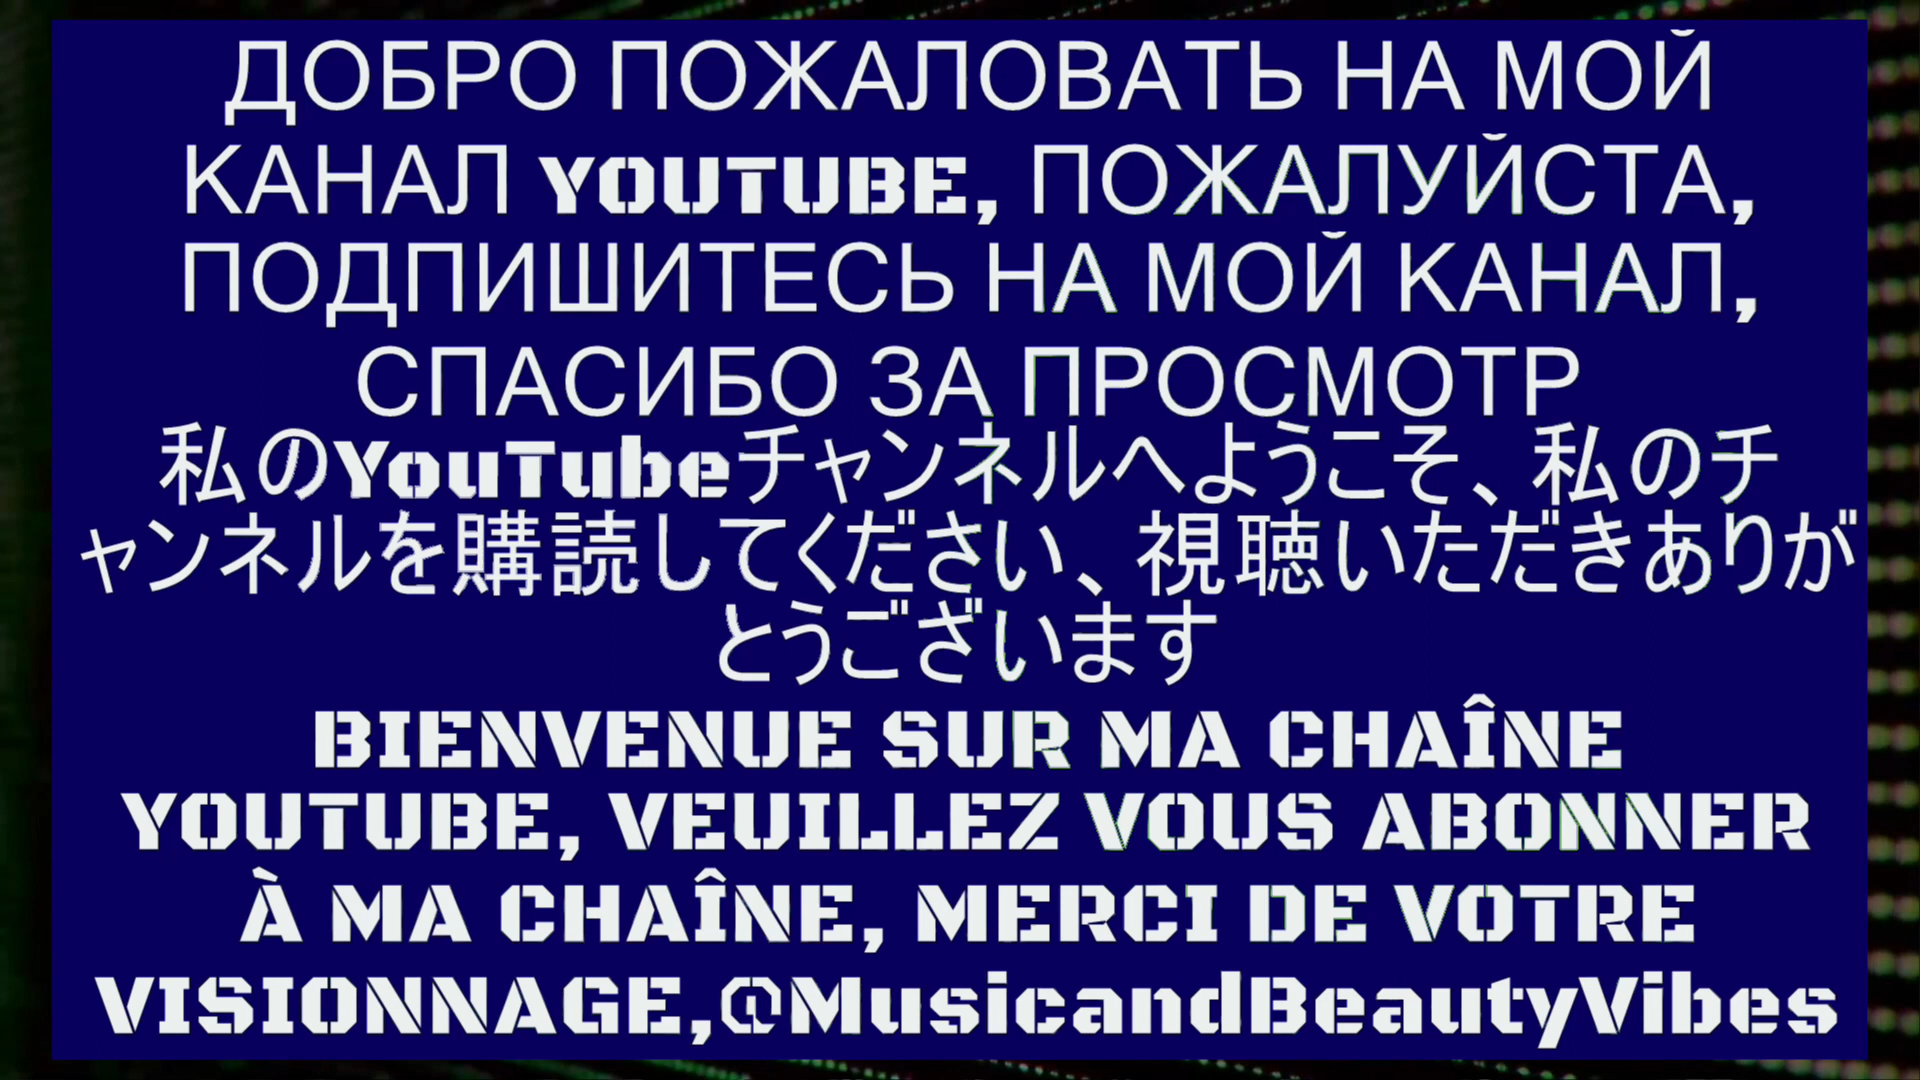 ДОБРО ПОЖАЛОВАТЬ НА МОЙ
КАНАЛ YOUTUBE, ПОЖАЛУЙСТА,
ПОДПИШИТЕСЬ НА МОЙ КАНАЛ,
СПАСИБО ЗА ПРОСМОТР
私のYouTubeチャンネルへようこそ、私のチ
ャンネルを購読してください、視聴いただきありが
とうございます
BIENVENUE SUR MA CHAÎNE
YOUTUBE, VEUILLEZ VOUS ABONNER
À MA CHAÎNE, MERCI DE VOTRE
VISIONNAGE,@MusicandBeautyVibes